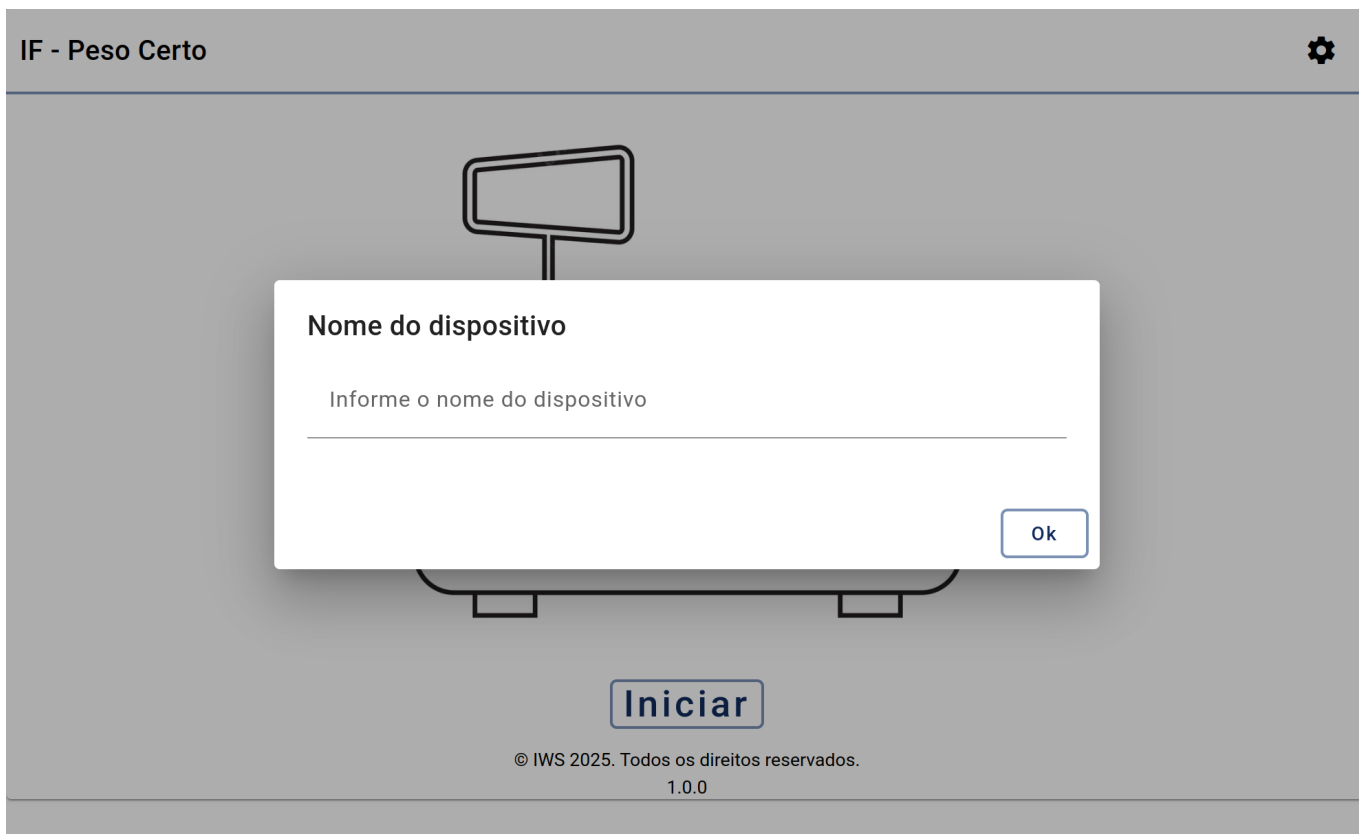 IF - Peso Certo
Nome do dispositivo
Informe o nome do dispositivo
Ok
Iniciar
© IWS 2025. Todos os direitos reservados.
1.0.0